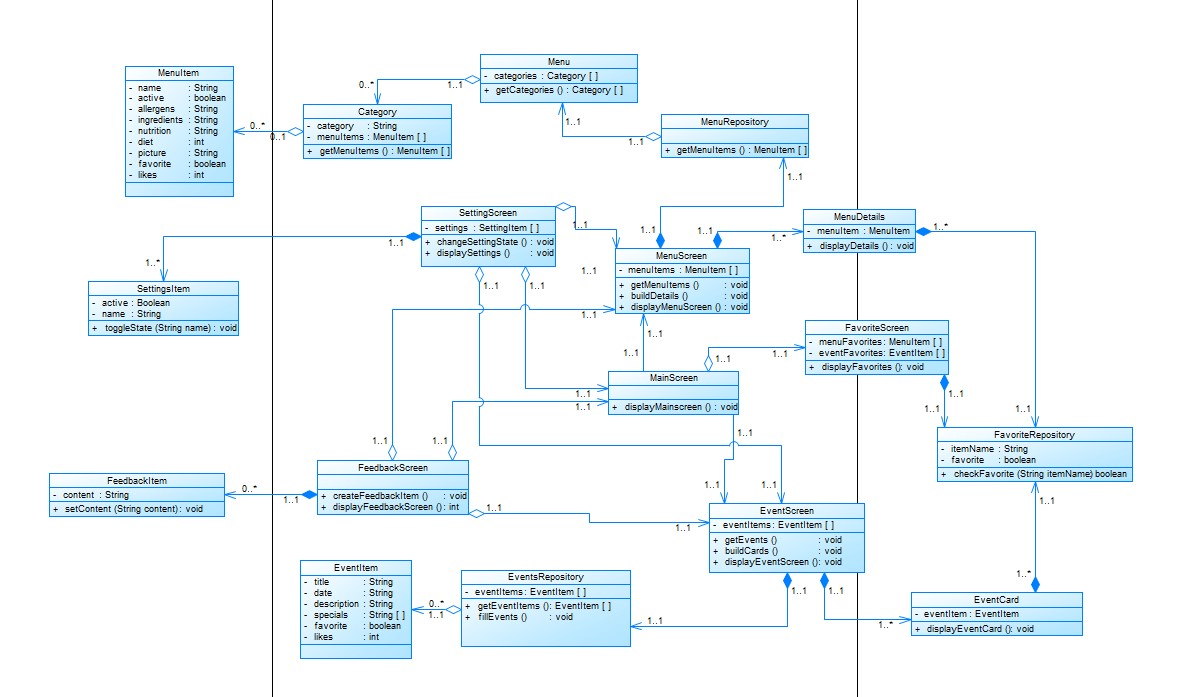 Menu
- categories : Category [ ]
+ getCategories () : Category [ ]
0..*
1..1
MenuItem
- name : String
- active : boolean
- allergens : String
- ingredients : String
- nutrition : String
- diet : int
- picture : String
- favorite : boolean
- likes : int
0..*
0..1
Category
- category : String
- menuItems : MenuItem [ ]
+ getMenuItems () : MenuItem [ ]
1..1
1..1
MenuRepository
+ getMenuItems () : MenuItem [ ]
1..1
SettingScreen
- settings : SettingItem [ ]
+ changeSettingState () : void
+ displaySettings () : void
1..1
1..1
1..1
1..1
1..*
MenuDetails
- menuItem : MenuItem
+ displayDetails () : void
1..*
1..*
SettingsItem
- active : Boolean
- name : String
+ toggleState (String name) : void
1..1
1..1
1..1
MenuScreen
- menuItems : MenuItem [ ]
+ getMenuItems () : void
+ buildDetails () : void
+ displayMenuScreen () : void
1..1
1..1
1..1
1..1
1..1
FavoriteScreen
- menuFavorites: MenuItem [ ]
- eventFavorites: EventItem [ ]
+ displayFavorites (): void
MainScreen
+ displayMainscreen () : void
1..1
1..1
1..1
1..1
1..1
1..1
1..1
1..1
FavoriteRepository
- itemName : String
- favorite : boolean
+ checkFavorite (String itemName) boolean
1..1
FeedbackItem
- content : String
+ setContent (String content): void
0..*
1..1
FeedbackScreen
+ createFeedbackItem () : void
+ displayFeedbackScreen (): int
1..1
1..1
1..1
1..1
EventScreen
- eventItems: EventItem [ ]
+ getEvents () : void
+ buildCards () : void
+ displayEventScreen (): void
1..1
1..1
EventItem
- title : String
- date : String
- description : String
- specials : String [ ]
- favorite : boolean
- likes : int
0..*
1..1
EventsRepository
- eventItems: EventItem [ ]
+ getEventItems (): EventItem [ ]
+ fillEvents () : void
1..1
1..*
1..*
EventCard
- eventItem : EventItem
+ displayEventCard (): void